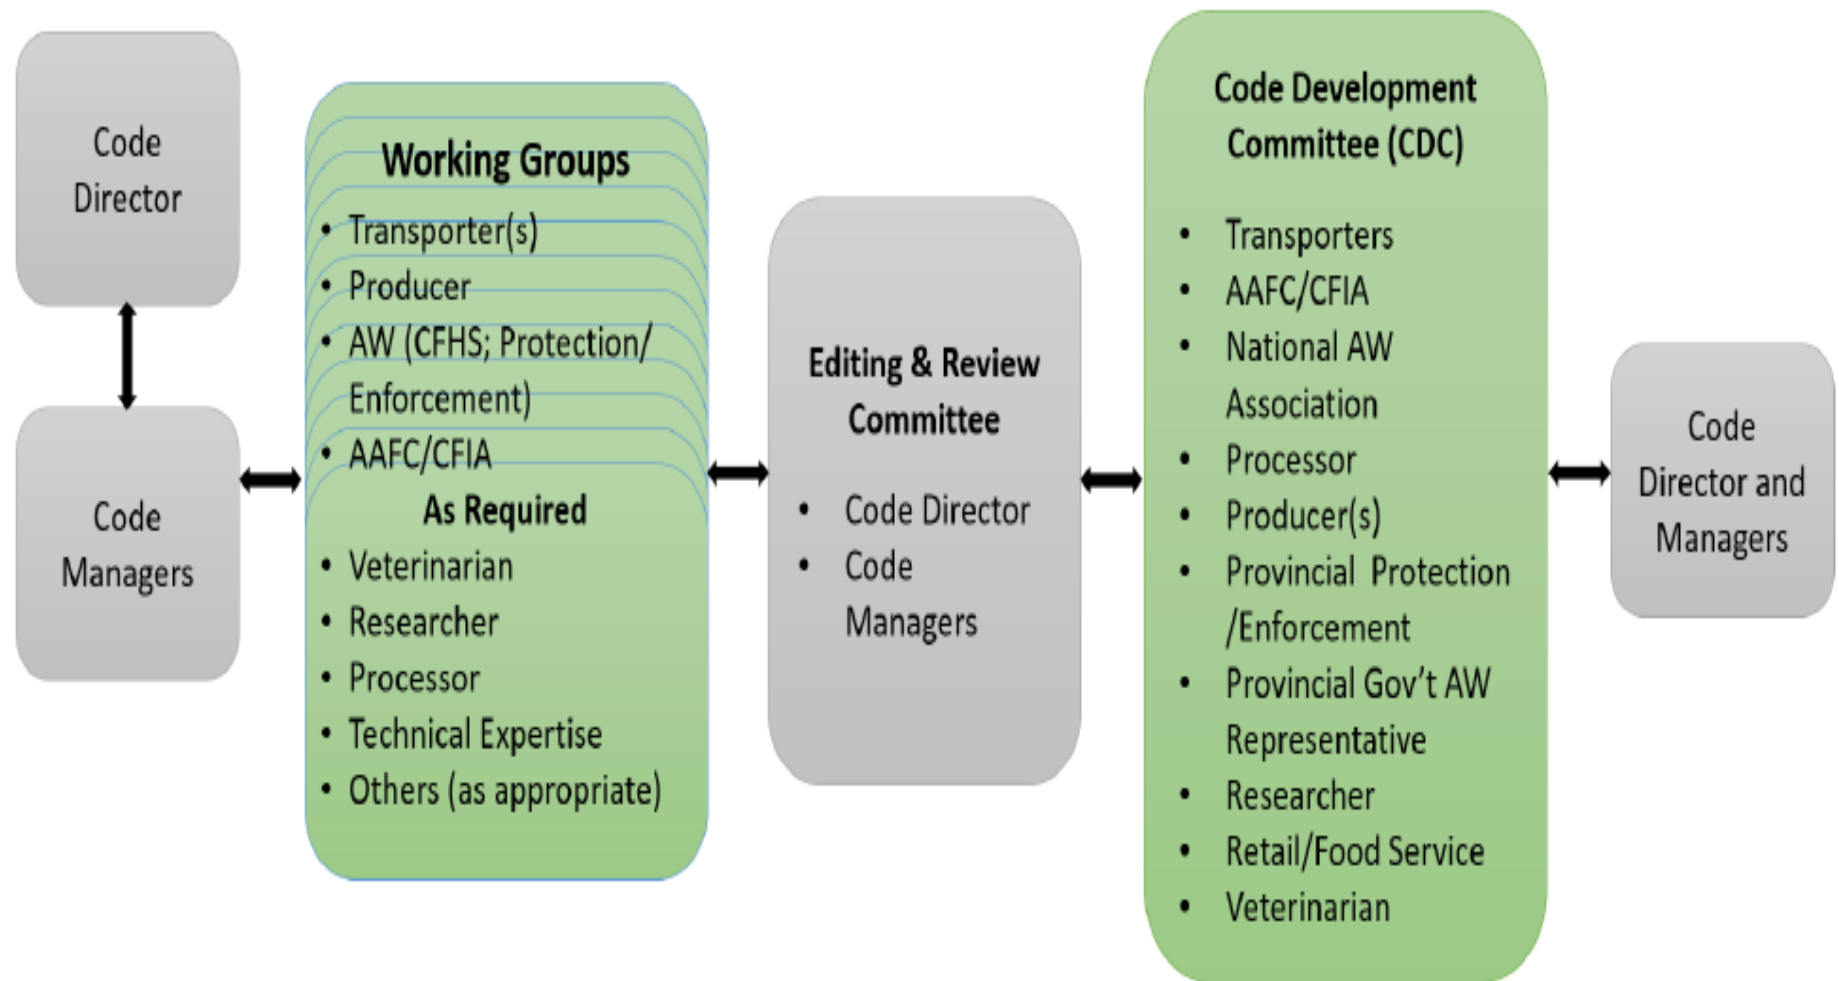 Code
Director
Code
Managers
Working Groups
• Transporter(s)
• Producer
• AW (CFHS; Protection/
Enforcement)
• AAFC/CFIA
As Required
• Veterinarian
• Researcher
• Processor
• Technical Expertise
• Others (as appropriate)
Editing & Review
Committee
• Code Director
• Code
Managers
Code Development
Committee (CDC)
• Transporters
• AAFC/CFIA
• National AW
Association
• Processor
• Producer(s)
• Provincial Protection
/Enforcement
• Provincial Gov't AW
Representative
• Researcher
• Retail/Food Service
• Veterinarian
Code
Director and
Managers